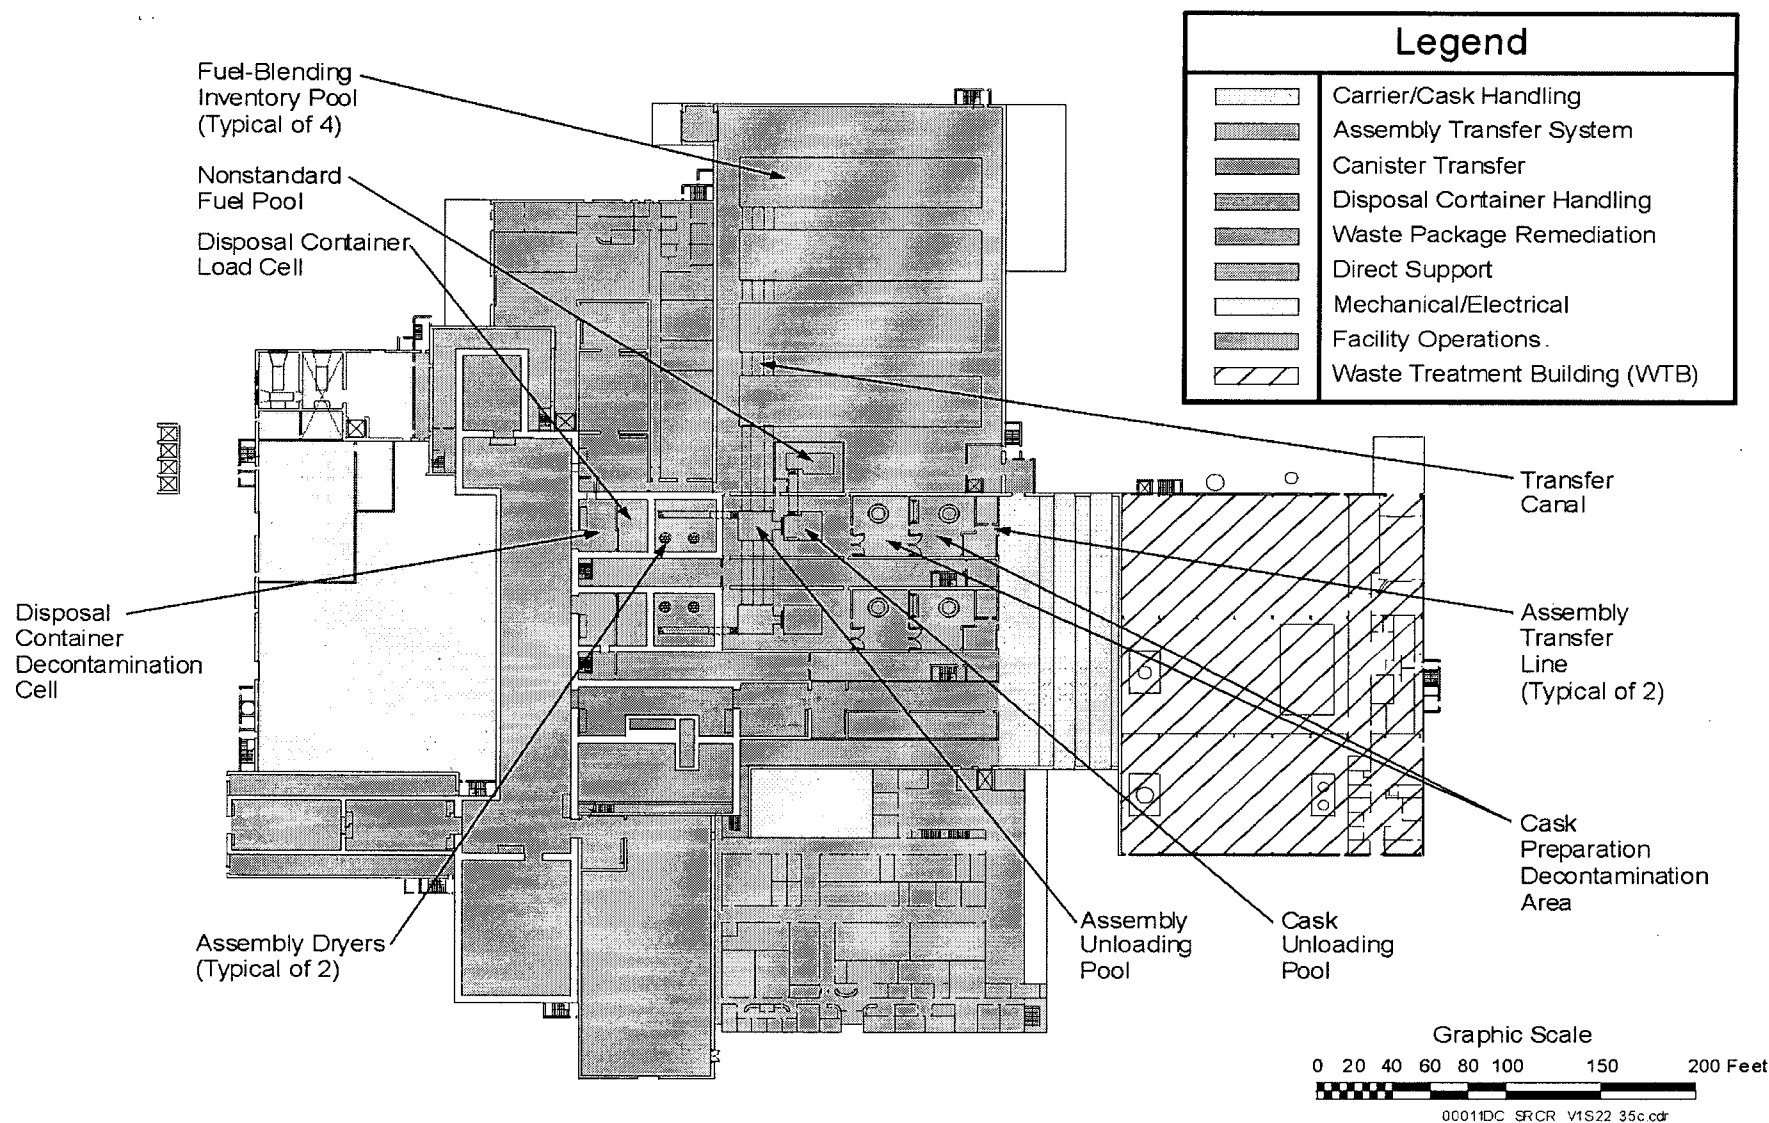 Legend
Carrier/Cask Handling
Assembly Transfer System
Canister Transfer
Disposal Container Handling
Waste Package Remediation
Direct Support
Mechanical/Electrical
Facility Operations.
Waste Treatment Building (WTB)
Fuel-Blending
Inventory Pool
(Typical of 4)
Nonstandard
Fuel Pool
Disposal Container
Load Cell
Disposal
Container
Decontamination
Cell
Assembly Dryers
(Typical of 2)
Transfer
Canal
Assembly
Transfer
Line
(Typical of 2)
Cask
Preparation
Decontamination
Area
Assembly
Unloading
Pool
Cask
Unloading
Pool
Graphic Scale
0 20 40 60 80 100 150 200 Feet
00011DC_SRCR_V1S22_35c.cdr